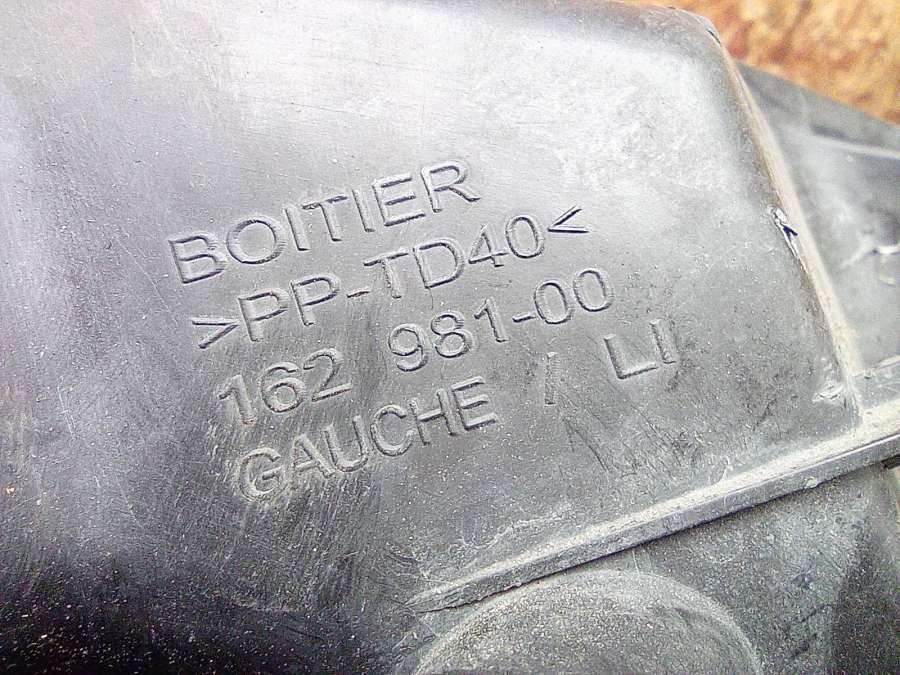 BOITIER
>PP-TD40<
162 981-00
GAUCHE / LI